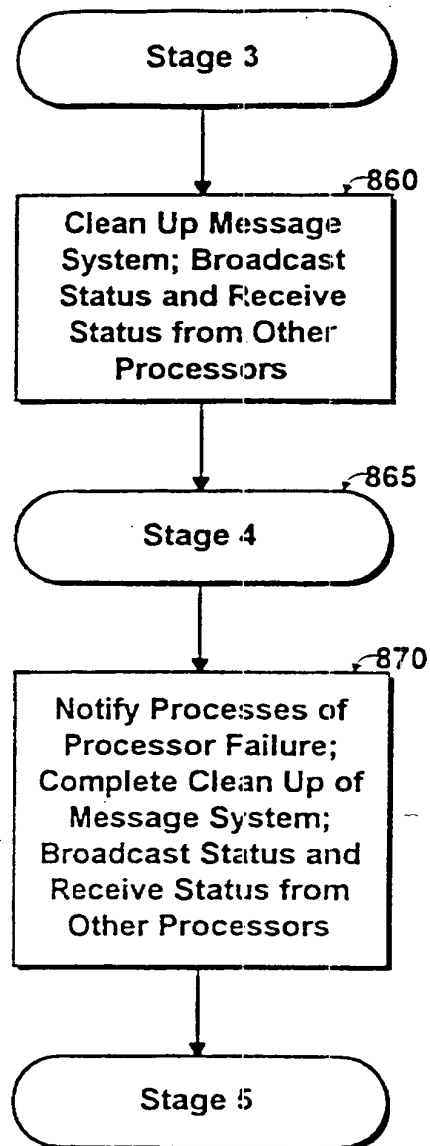 Stage 3
860
Clean Up Message
System; Broadcast
Status and Receive
Status from Other
Processors
865
Stage 4
870
Notify Processes of
Processor Failure;
Complete Clean Up of
Message System;
Broadcast Status and
Receive Status from
Other Processors
Stage 5